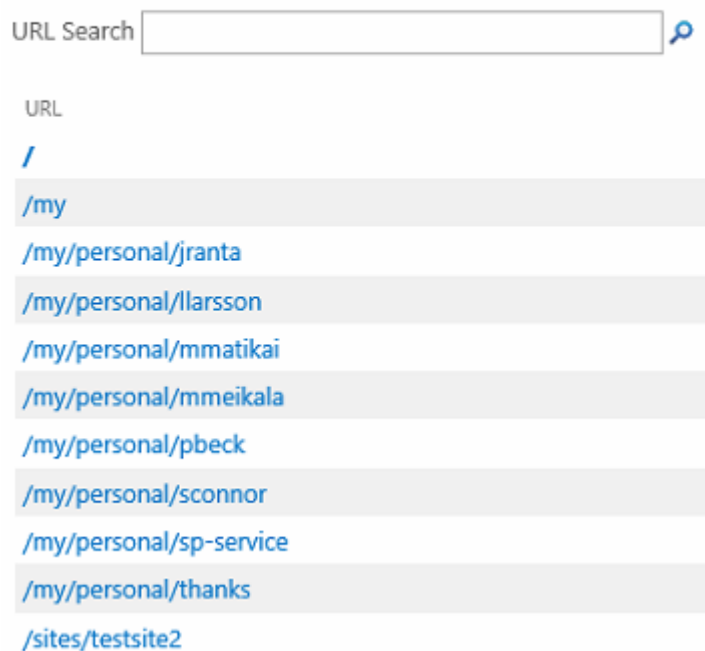 URL Search
URL
/
/my
/my/personal/jranta
/my/personal/llarsson
/my/personal/mmatikai
/my/personal/mmeikala
/my/personal/pbeck
/my/personal/sconnor
/my/personal/sp-service
/my/personal/thanks
/sites/testsite2